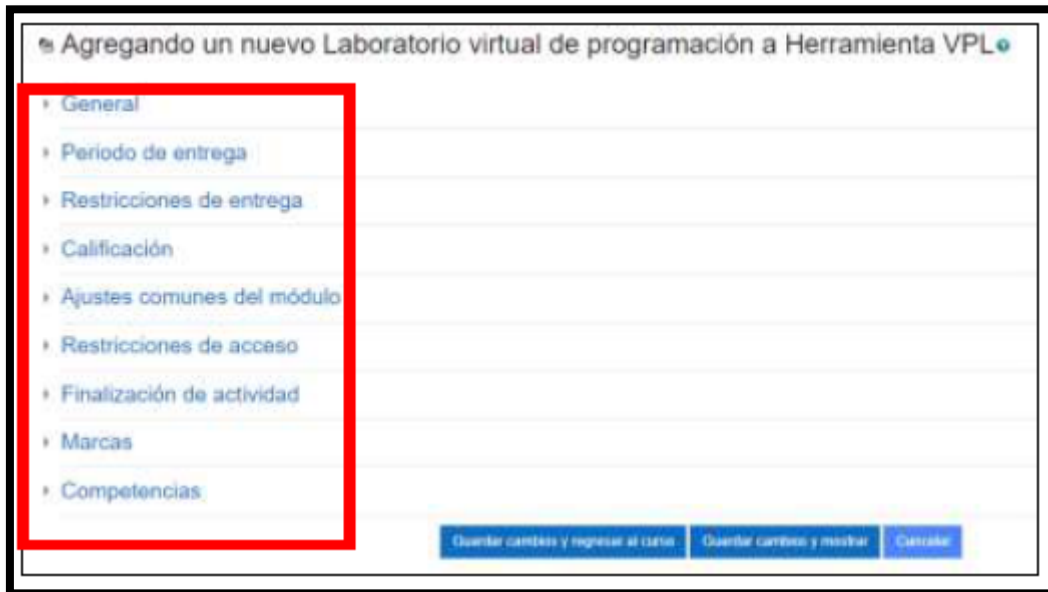 Agregando un nuevo Laboratorio virtual de programación a Herramienta VPL
General
Periodo de entrega
Restricciones de entrega
Calificación
Ajustes comunes del módulo
Restricciones de acceso
Finalización de actividad
Marcas
Competencias
Guardar cambios y regresar al curso Guardar cambios y mostrar Cancelar